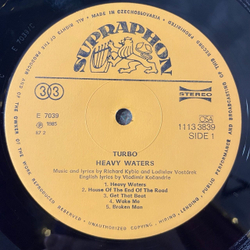 MADE IN CZECHOSLOVAKIA
SUPRAPHON
33
STEREO
E 7039
℗ 1985
OSA
1113 3839
SIDE 1
TURBO
HEAVY WATERS
Music and lyrics by Richard Kybic and Ladislav Vostárek
English lyrics by Vladimír Kočandrle
1. Heavy Waters
2. House Of The End Of The Road
3. Get That Beat
4. Wake Me
5. Broken Man